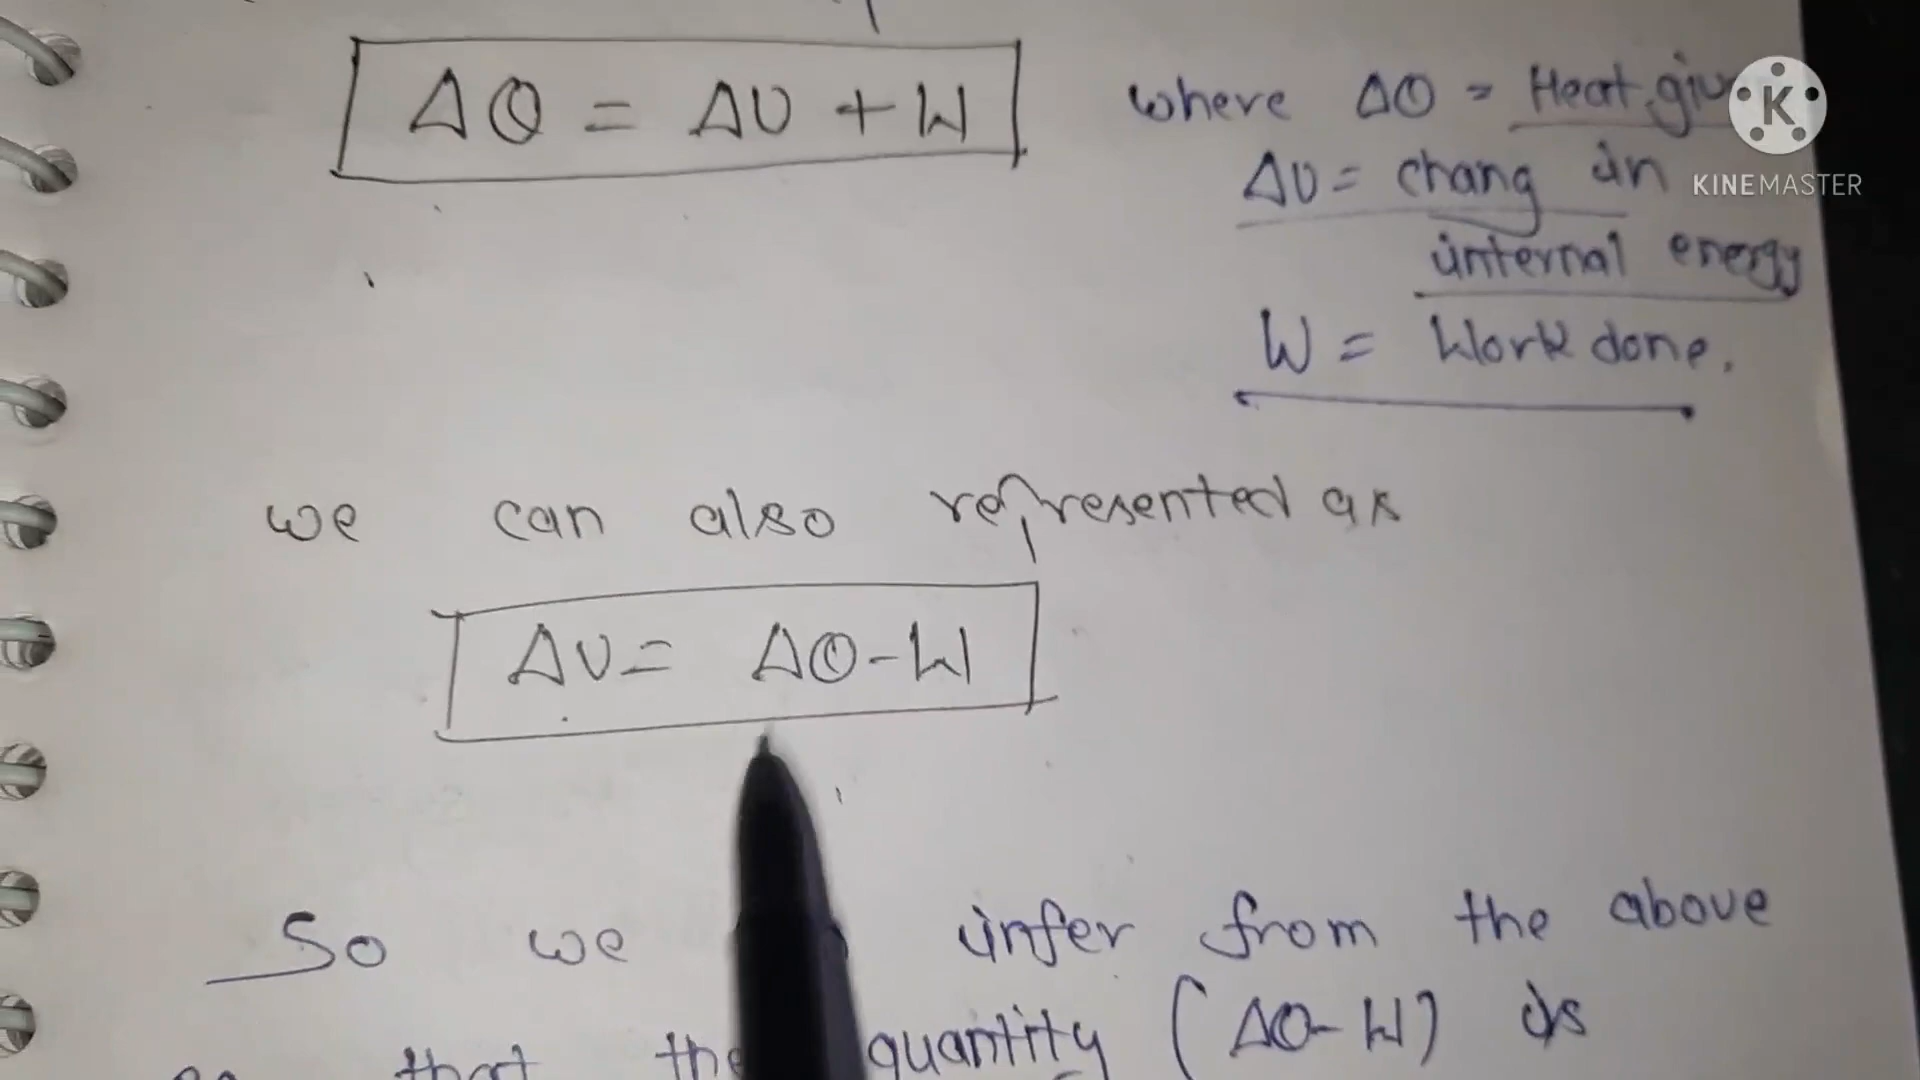 ΔQ = ΔU + W
where ΔQ = Heat
ΔU = chang in
internal energy
W = Work done.
KINEMASTER
we can also represented as
ΔU = ΔQ - W
So we infer from the above
that the quantity (ΔQ - W) is